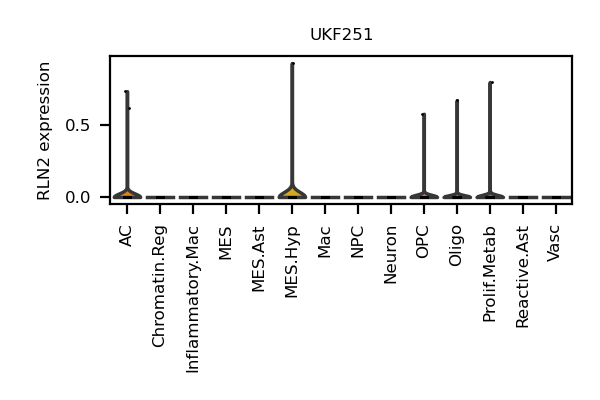 UKF251
RLN2 expression
0.5
0.0
AC
Chromatin.Reg
Inflammatory.Mac
MES
MES.Ast
MES.Hyp
Mac
NPC
Neuron
OPC
Oligo
Prolif.Metab
Reactive.Ast
Vasc